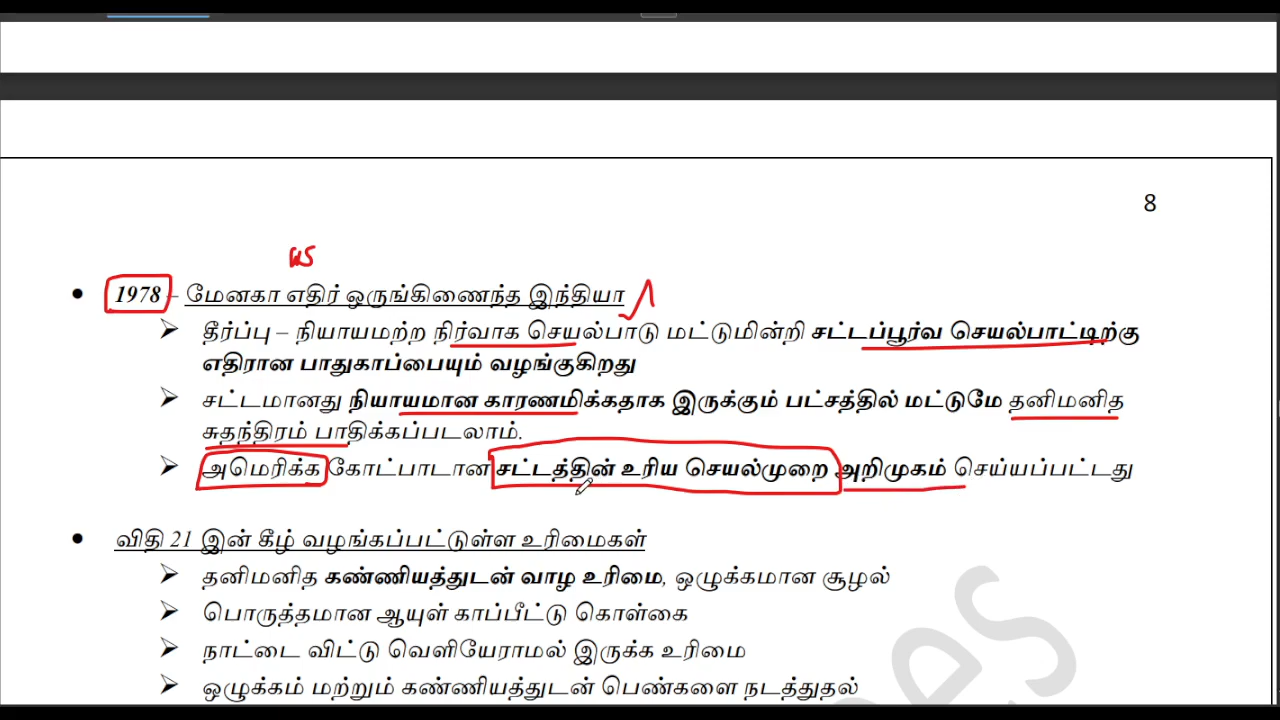 8
vs
• 1978 – மேனகா எதிர் ஒருங்கிணைந்த இந்தியா
➤ தீர்ப்பு – நியாயமற்ற நிர்வாக செயல்பாடு மட்டுமின்றி சட்டப்பூர்வ செயல்பாட்டிற்கு
எதிரான பாதுகாப்பையும் வழங்குகிறது
➤ சட்டமானது நியாயமான காரணமிக்கதாக இருக்கும் பட்சத்தில் மட்டுமே தனிமனித
சுதந்திரம் பாதிக்கப்படலாம்.
➤ அமெரிக்க கோட்பாடான சட்டத்தின் உரிய செயல்முறை அறிமுகம் செய்யப்பட்டது
• விதி 21 இன் கீழ் வழங்கப்பட்டுள்ள உரிமைகள்
➤ தனிமனித கண்ணியத்துடன் வாழ உரிமை, ஒழுக்கமான சூழல்
➤ பொருத்தமான ஆயுள் காப்பீட்டு கொள்கை
➤ நாட்டை விட்டு வெளியேராமல் இருக்க உரிமை
➤ ஒழுக்கம் மற்றும் கண்ணியத்துடன் பெண்களை நடத்துதல்